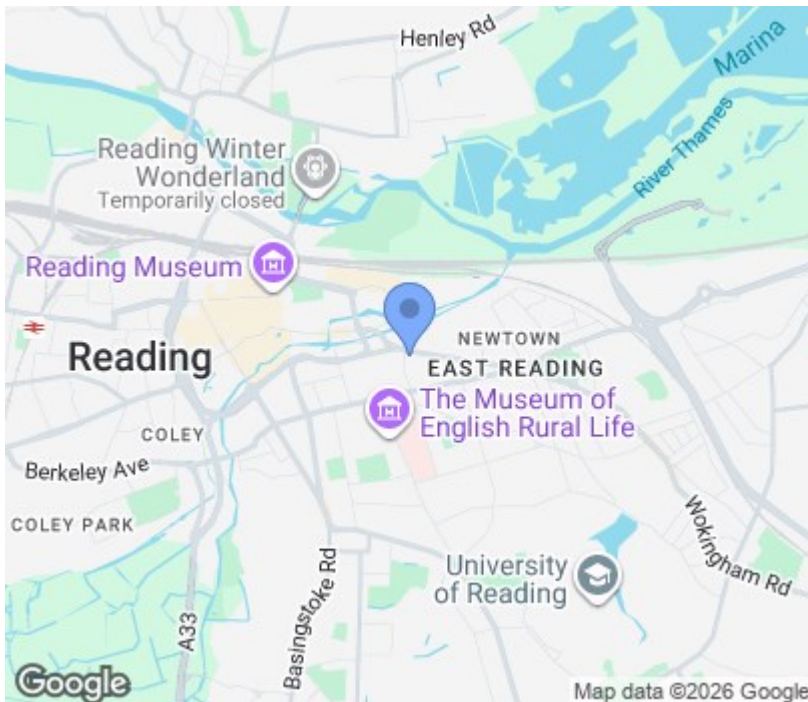 Henley Rd
Marina
River Thames
Reading Winter
Wonderland
Temporarily closed
Reading Museum
NEWTOWN
Reading
EAST READING
The Museum of
English Rural Life
COLEY
Berkeley Ave
COLEY PARK
Wokingham Rd
University
of Reading
Basingstoke Rd
A33
Google
Map data ©2026 Google